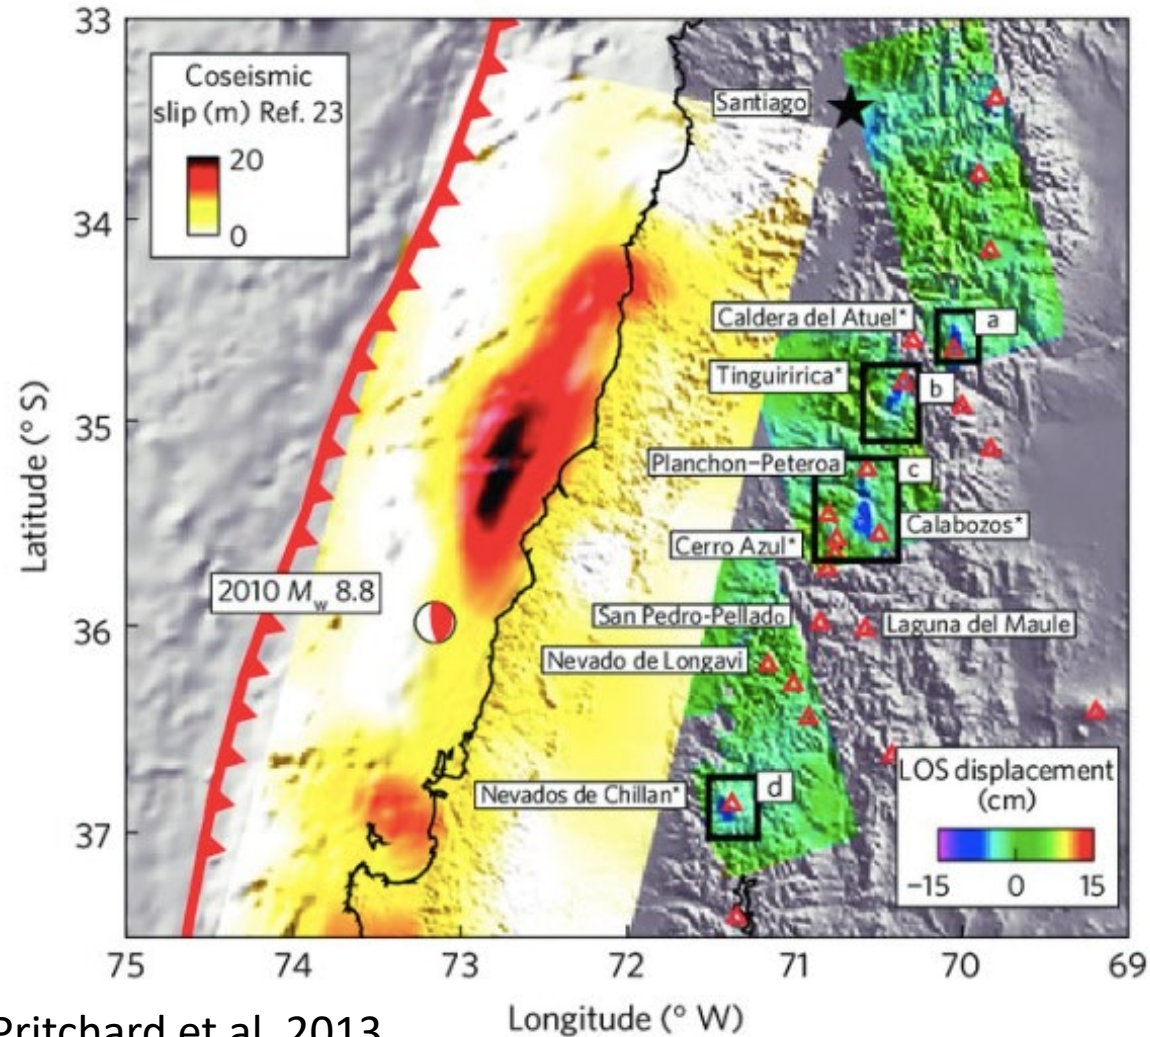 33
34
35
36
37
Latitude (° S)
Coseismic
slip (m) Ref. 23
20
0
Santiago
Caldera del Atuel*
a
Tinguiririca*
b
Planchon-Peteroa
c
Calabozos*
Cerro Azul*
2010 Mw 8.8
San Pedro-Pellado
Laguna del Maule
Nevado de Longavi
Nevados de Chillan*
d
LOS displacement
(cm)
−15 0 15
75 74 73 72 71 70 69
Longitude (° W)
Pritchard et al. 2013